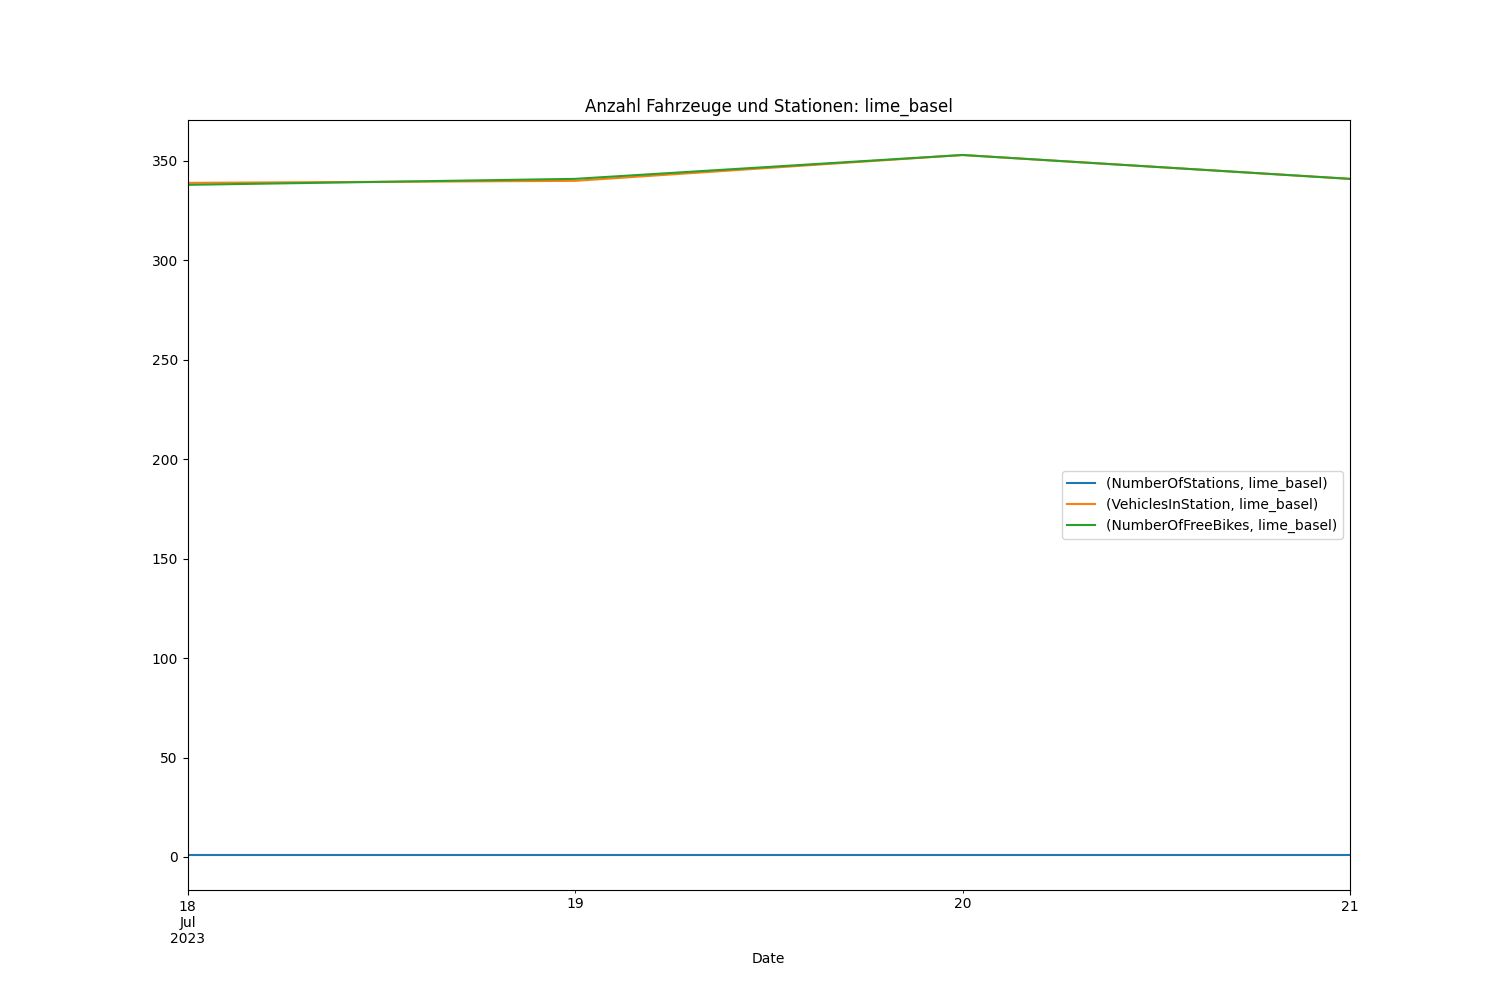 Anzahl Fahrzeuge und Stationen: lime_basel
350
300
250
200
150
100
50
0
(NumberOfStations, lime_basel)
(VehiclesInStation, lime_basel)
(NumberOfFreeBikes, lime_basel)
18
Jul
2023
19
20
21
Date